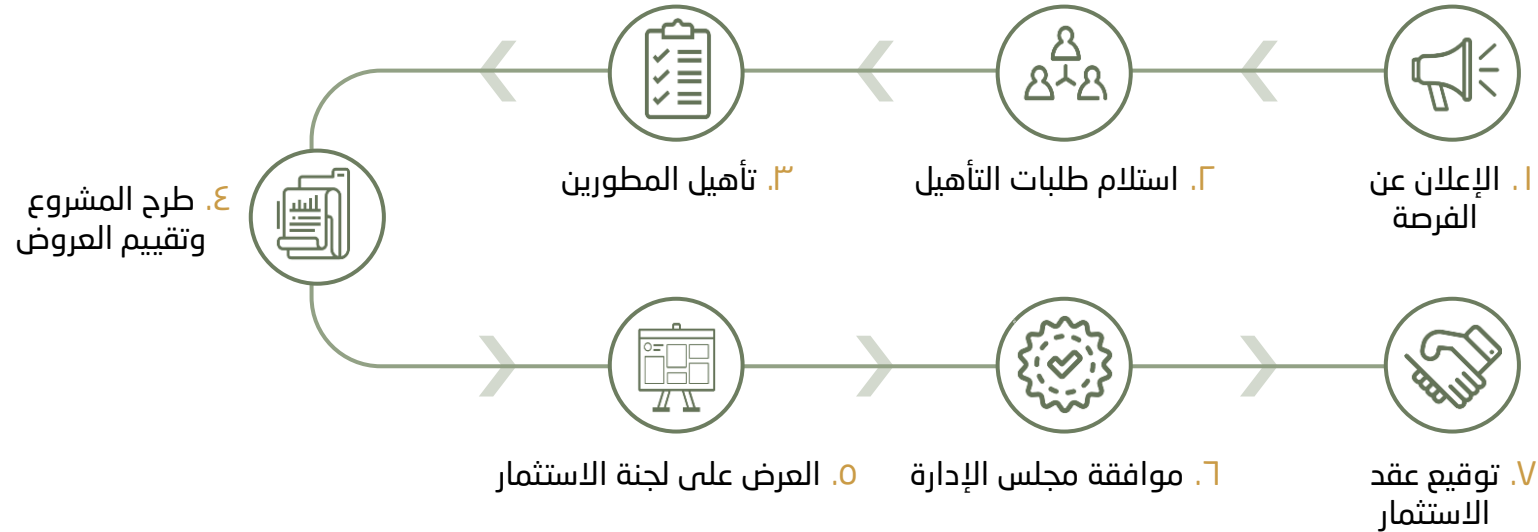 ١. الإعلان عن
الفرصة
٢. استلام طلبات التأهيل
٣. تأهيل المطورين
٤. طرح المشروع
وتقييم العروض
٥. العرض على لجنة الاستثمار
٦. موافقة مجلس الإدارة
٧. توقيع عقد
الاستثمار